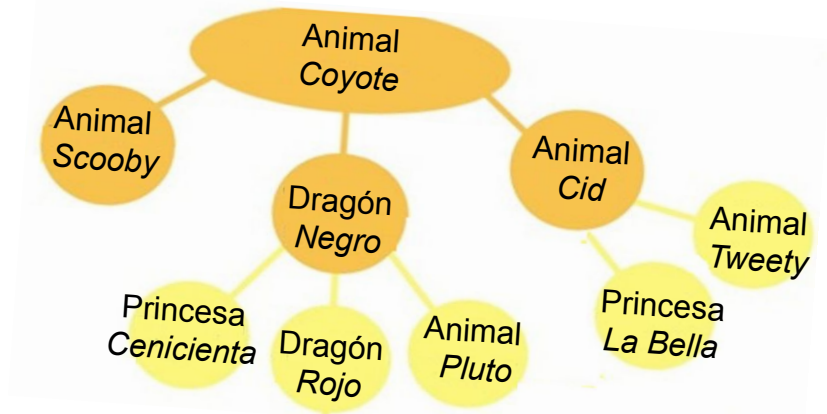 Animal
Coyote
Animal
Scooby
Dragón
Negro
Animal
Cid
Animal
Tweety
Princesa
Cenicienta
Dragón
Rojo
Animal
Pluto
Princesa
La Bella